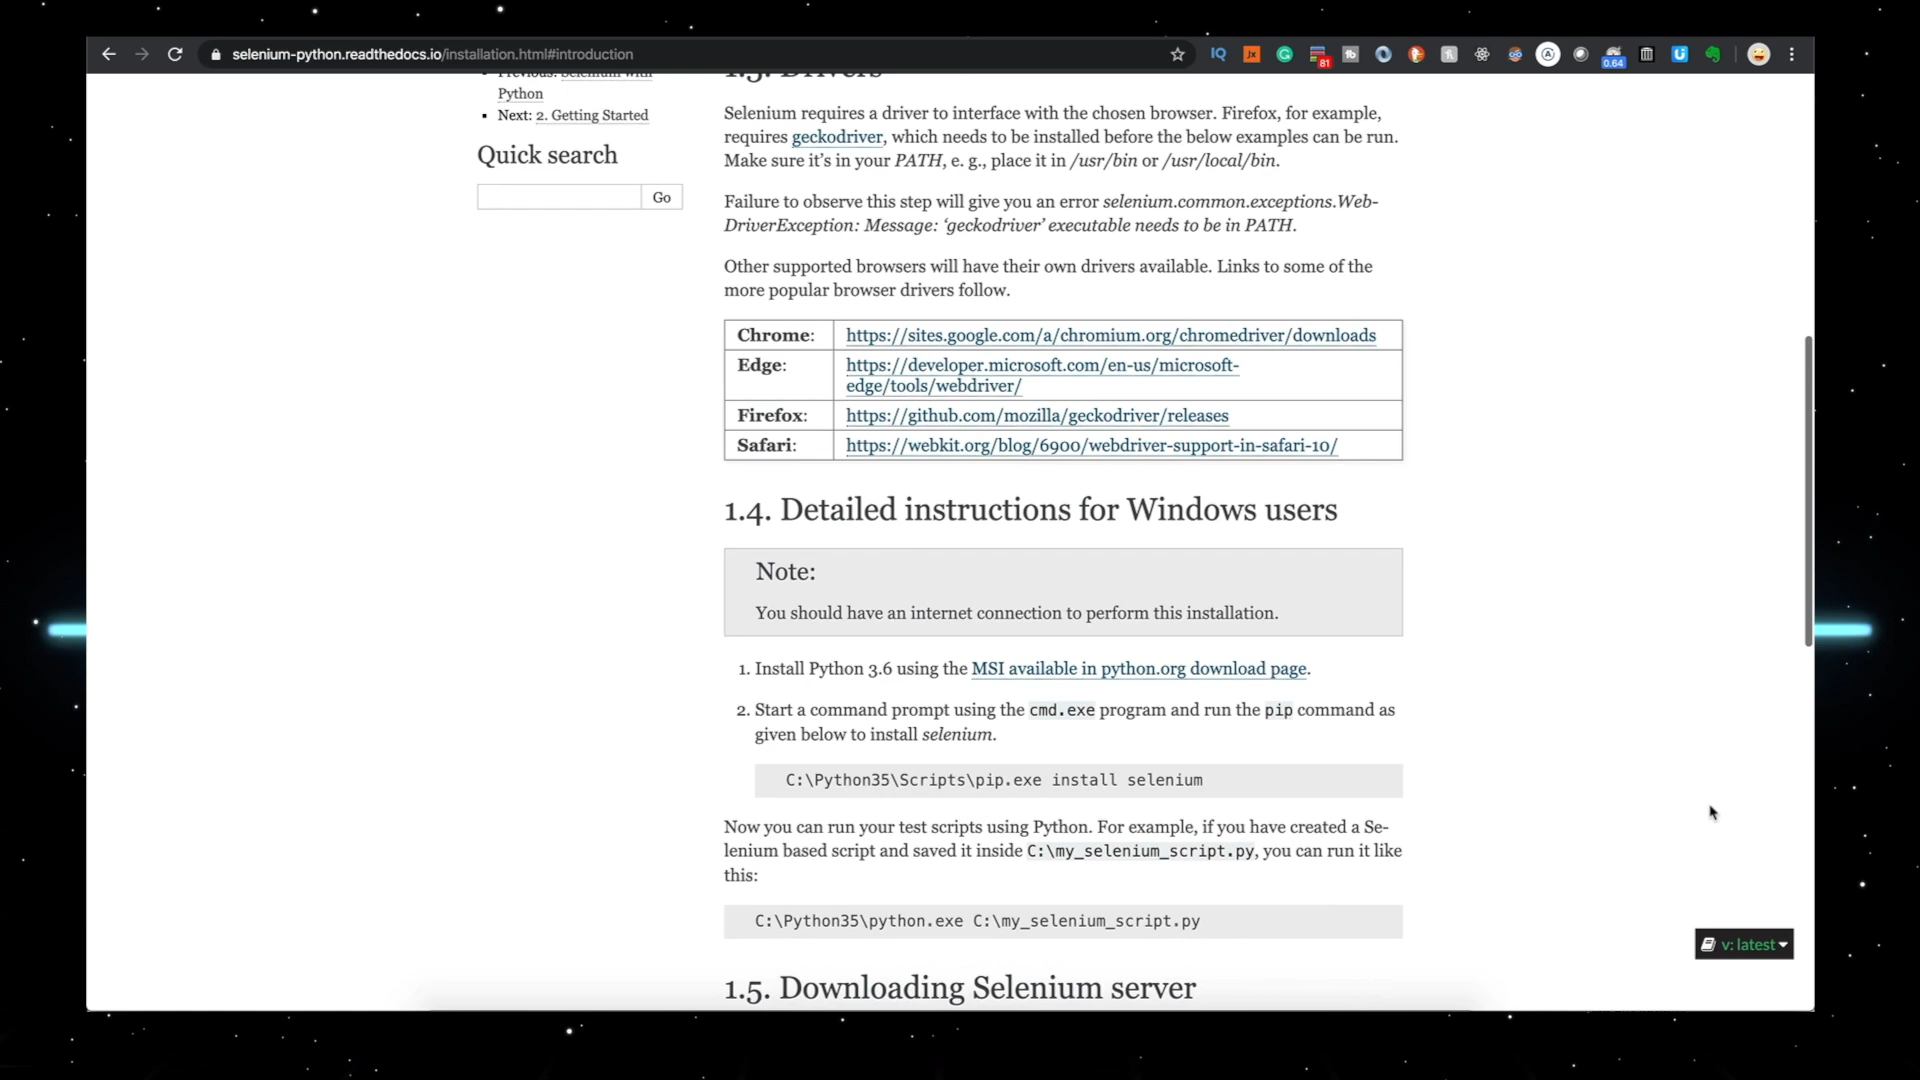 selenium-python.readthedocs.io/installation.html#introduction
IQ
Jx
81
0.64
Previous: Selenium with
Python
Next: 2. Getting Started
Quick search
Go
1.3. Drivers
Selenium requires a driver to interface with the chosen browser. Firefox, for example,
requires geckodriver, which needs to be installed before the below examples can be run.
Make sure it’s in your PATH, e. g., place it in /usr/bin or /usr/local/bin.
Failure to observe this step will give you an error selenium.common.exceptions.Web-
DriverException: Message: ‘geckodriver’ executable needs to be in PATH.
Other supported browsers will have their own drivers available. Links to some of the
more popular browser drivers follow.
Chrome: https://sites.google.com/a/chromium.org/chromedriver/downloads
Edge: https://developer.microsoft.com/en-us/microsoft-
edge/tools/webdriver/
Firefox: https://github.com/mozilla/geckodriver/releases
Safari: https://webkit.org/blog/6900/webdriver-support-in-safari-10/
1.4. Detailed instructions for Windows users
Note:
You should have an internet connection to perform this installation.
1. Install Python 3.6 using the MSI available in python.org download page.
2. Start a command prompt using the cmd.exe program and run the pip command as
given below to install selenium.
C:\Python35\Scripts\pip.exe install selenium
Now you can run your test scripts using Python. For example, if you have created a Se-
lenium based script and saved it inside C:\my_selenium_script.py, you can run it like
this:
C:\Python35\python.exe C:\my_selenium_script.py
v: latest
1.5. Downloading Selenium server